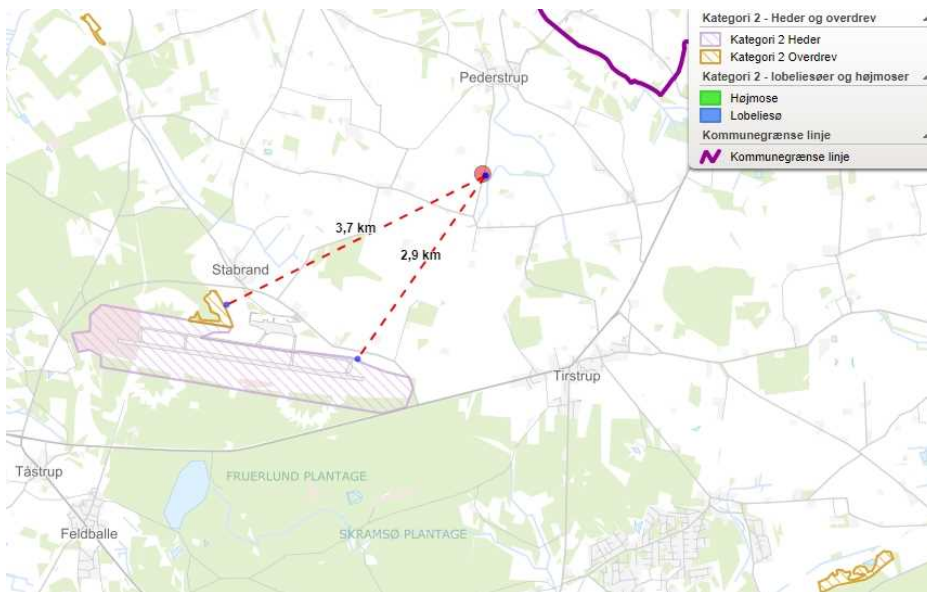 Kategori 2 - Heder og overdrev
Kategori 2 Heder
Kategori 2 Overdrev
Kategori 2 - lobeliesøer og højmoser
Højmose
Lobeliesø
Kommunegrænse linje
Kommunegrænse linje
Pederstrup
3,7 km
2,9 km
Stabrand
Tirstrup
Tåstrup
FRUERLUND PLANTAGE
Feldballe
SKRAMSØ PLANTAGE